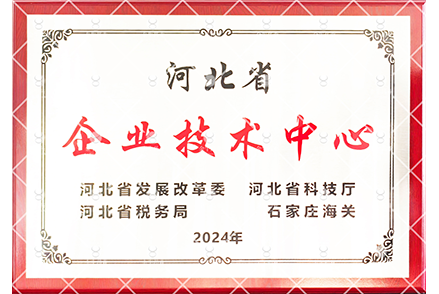 河北省
企业技术中心
河北省发展改革委 河北省科技厅
河北省税务局 石家庄海关
2024年